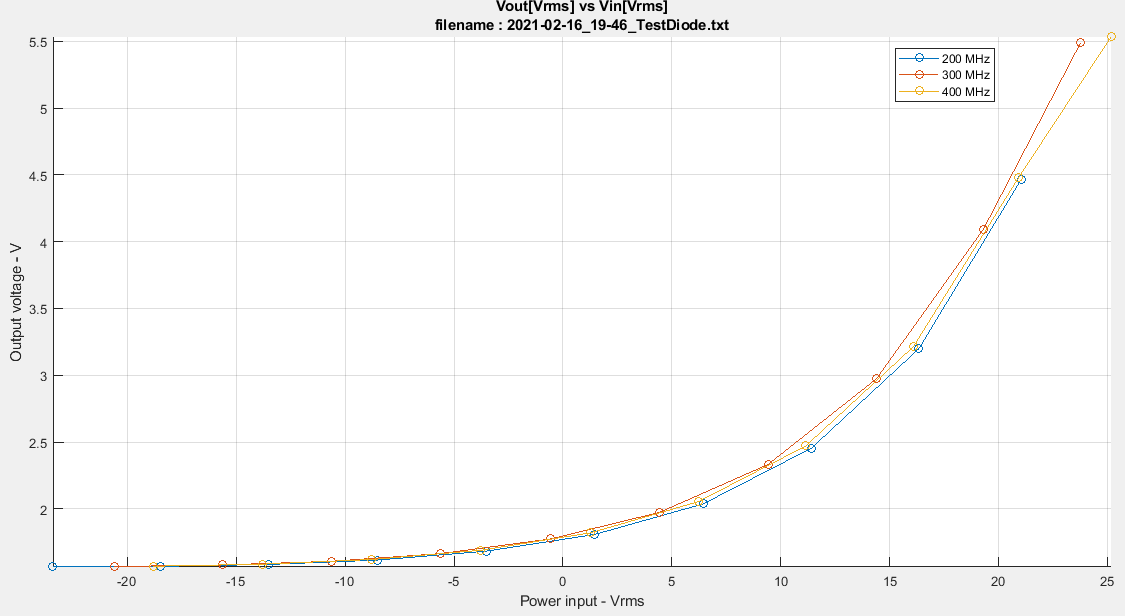 Vout[Vrms] vs Vin[Vrms]
filename : 2021-02-16_19-46_TestDiode.txt
200 MHz
300 MHz
400 MHz
5.5
5
4.5
4
3.5
3
2.5
2
Output voltage - V
-20
-15
-10
-5
0
5
10
15
20
25
Power input - Vrms